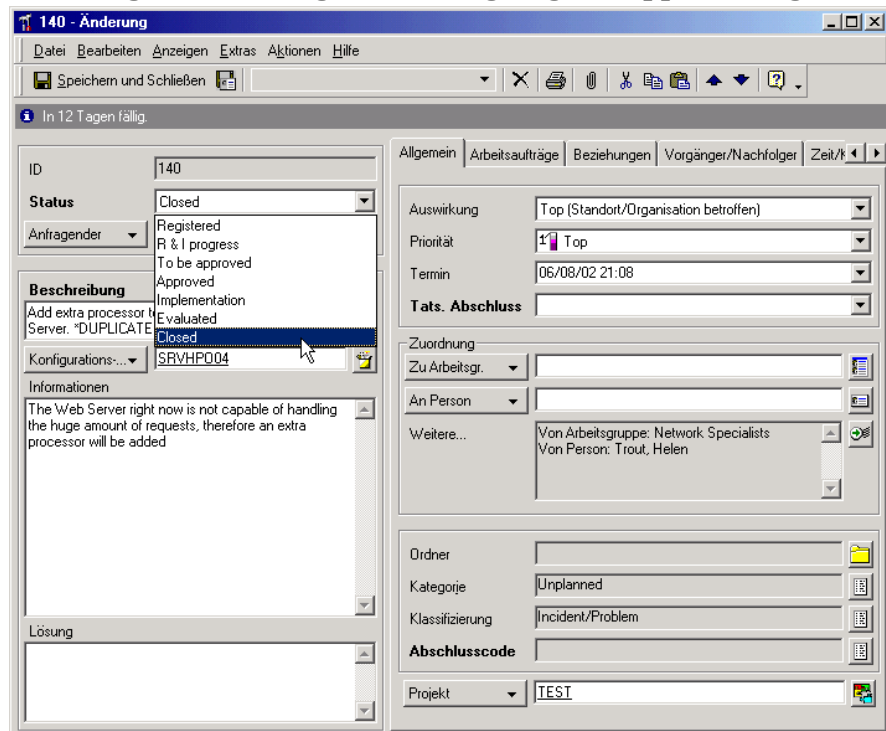 140 - Änderung
Datei Bearbeiten Anzeigen Extras Aktionen Hilfe
Speichern und Schließen
In 12 Tagen fällig.
ID 140
Status Closed
Anfragender
Registered
R & I progress
To be approved
Approved
Implementation
Evaluated
Closed
Beschreibung
Add extra processor
Server. *DUPLICATE
Konfigurations-... SRVHP004
Informationen
The Web Server right now is not capable of handling
the huge amount of requests, therefore an extra
processor will be added
Lösung
Allgemein Arbeitsaufträge Beziehungen Vorgänger/Nachfolger Zeit/
Auswirkung Top (Standort/Organisation betroffen)
Priorität Top
Termin 06/08/02 21:08
Tats. Abschluss
Zuordnung
Zu Arbeitsgr.
An Person
Weitere... Von Arbeitsgruppe: Network Specialists
Von Person: Trout, Helen
Ordner
Kategorie Unplanned
Klassifizierung Incident/Problem
Abschlusscode
Projekt TEST